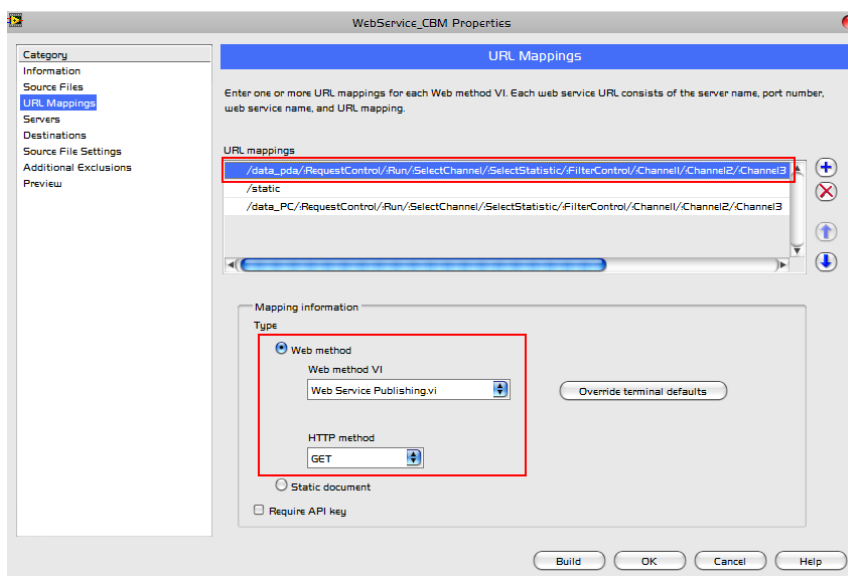 WebService_CBM Properties
Category
Information
Source Files
URL Mappings
Servers
Destinations
Source File Settings
Additional Exclusions
Preview
URL Mappings
Enter one or more URL mappings for each Web method VI. Each web service URL consists of the server name, port number,
web service name, and URL mapping.
URL mappings
/data_pda/:RequestControl/:Run/:SelectChannel/:SelectStatistic/:FilterControl/:Channel1/:Channel2/:Channel3
/static
/data_PC/:RequestControl/:Run/:SelectChannel/:SelectStatistic/:FilterControl/:Channel1/:Channel2/:Channel3
Mapping information
Type
Web method
Web method VI
Web Service Publishing.vi
Override terminal defaults
HTTP method
GET
Static document
Require API key
Build
OK
Cancel
Help